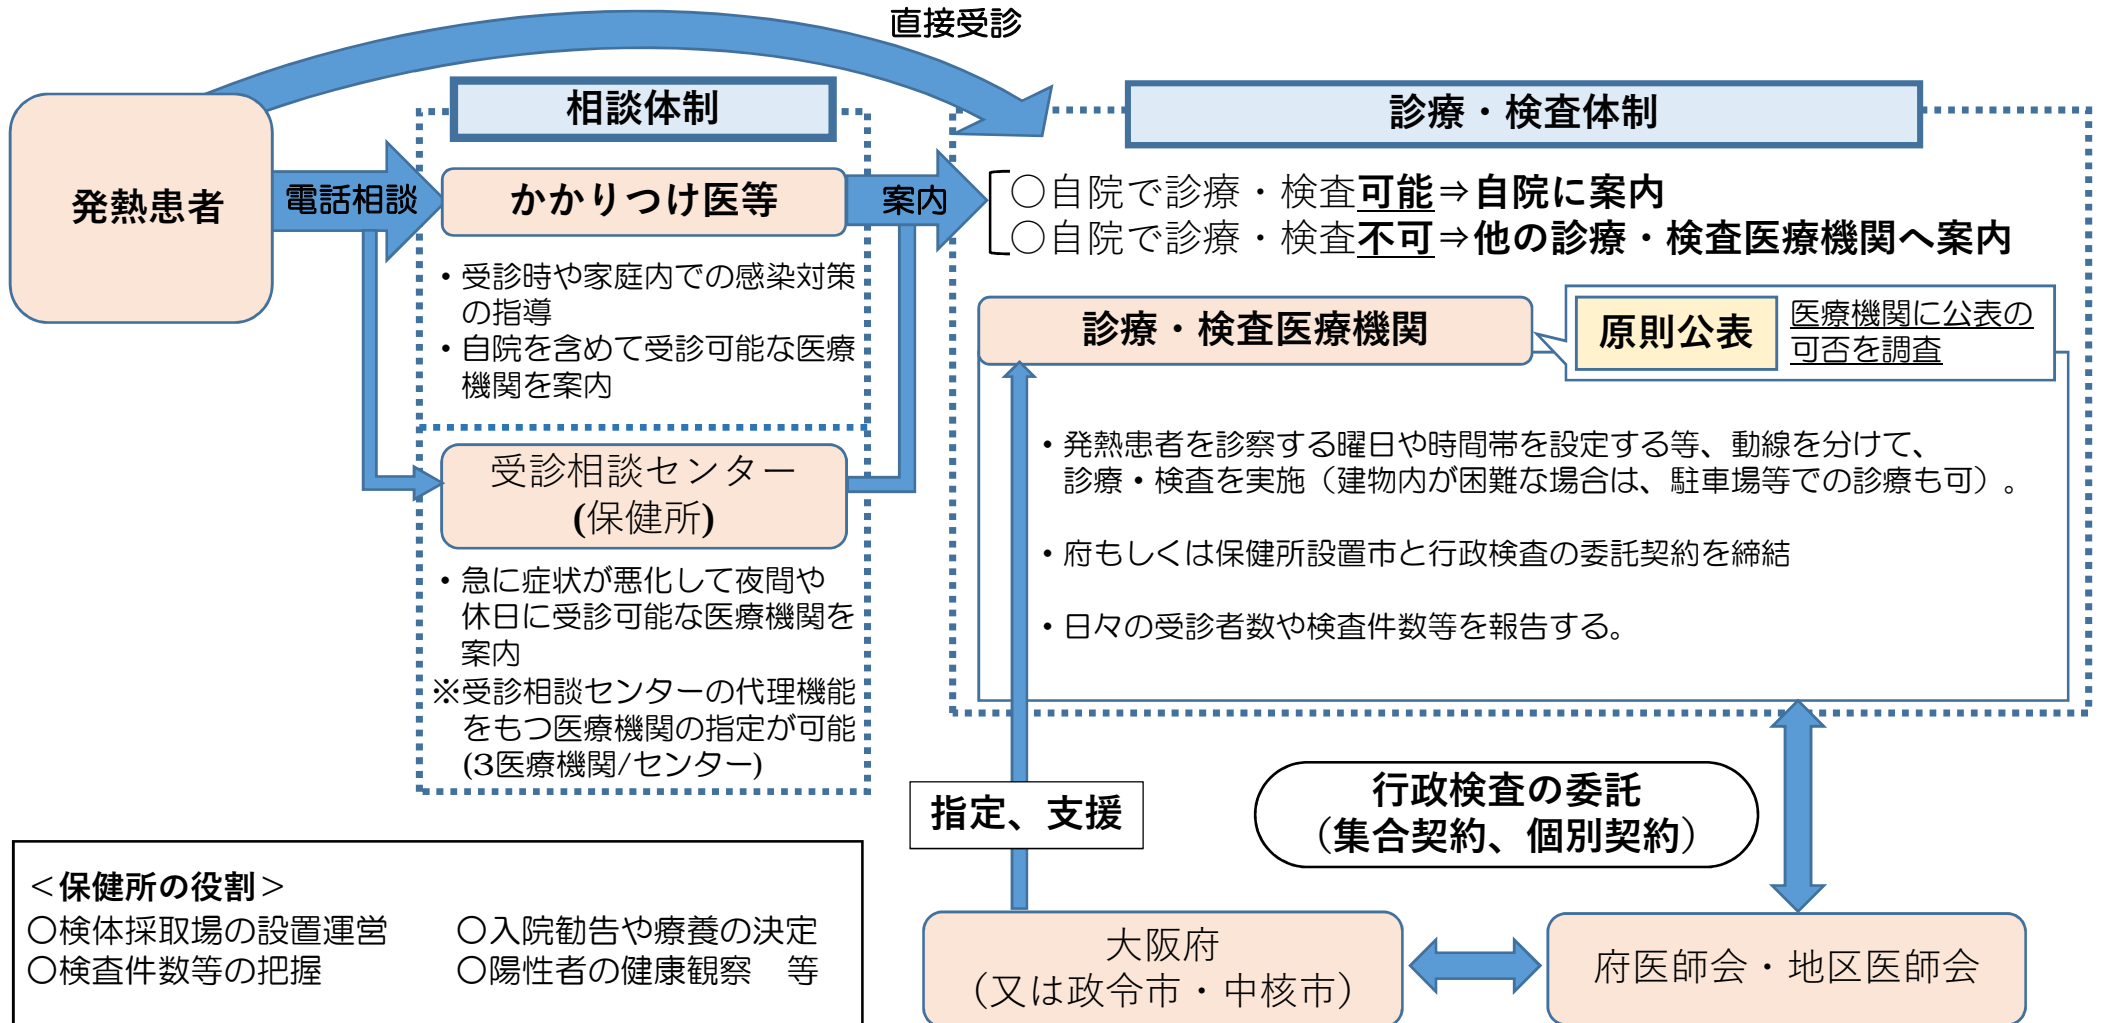 直接受診
発熱患者
電話相談
相談体制
かかりつけ医等
・受診時や家庭内での感染対策
の指導
・自院を含めて受診可能な医療
機関を案内
受診相談センター
(保健所)
・急に症状が悪化して夜間や
休日に受診可能な医療機関を
案内
※受診相談センターの代理機能
をもつ医療機関の指定が可能
(3医療機関/センター)
案内
診療・検査体制
○自院で診療・検査可能⇒自院に案内
○自院で診療・検査不可⇒他の診療・検査医療機関へ案内
診療・検査医療機関
原則公表
医療機関に公表の
可否を調査
・発熱患者を診察する曜日や時間帯を設定する等、動線を分けて、
診療・検査を実施（建物内が困難な場合は、駐車場等での診療も可）。
・府もしくは保健所設置市と行政検査の委託契約を締結
・日々の受診者数や検査件数等を報告する。
指定、支援
行政検査の委託
（集合契約、個別契約）
大阪府
（又は政令市・中核市）
府医師会・地区医師会
＜保健所の役割＞
○検体採取場の設置運営 ○入院勧告や療養の決定
○検査件数等の把握 ○陽性者の健康観察 等